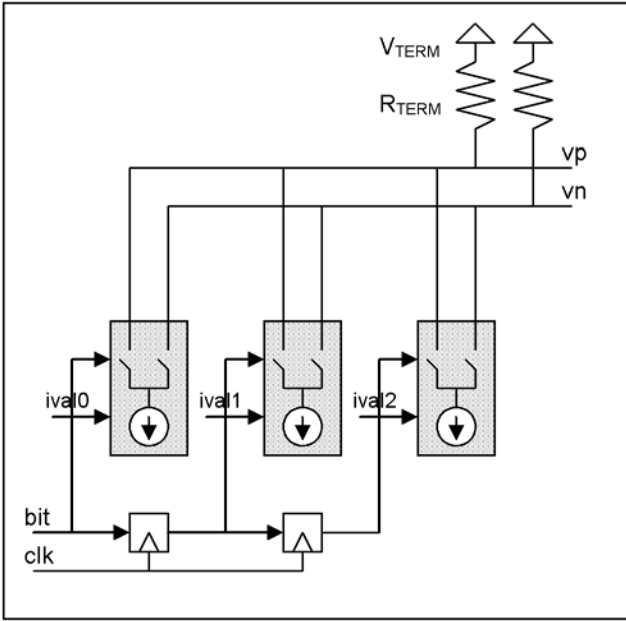 VTERM
RTERM
vp
vn
ival0
ival1
ival2
bit
clk